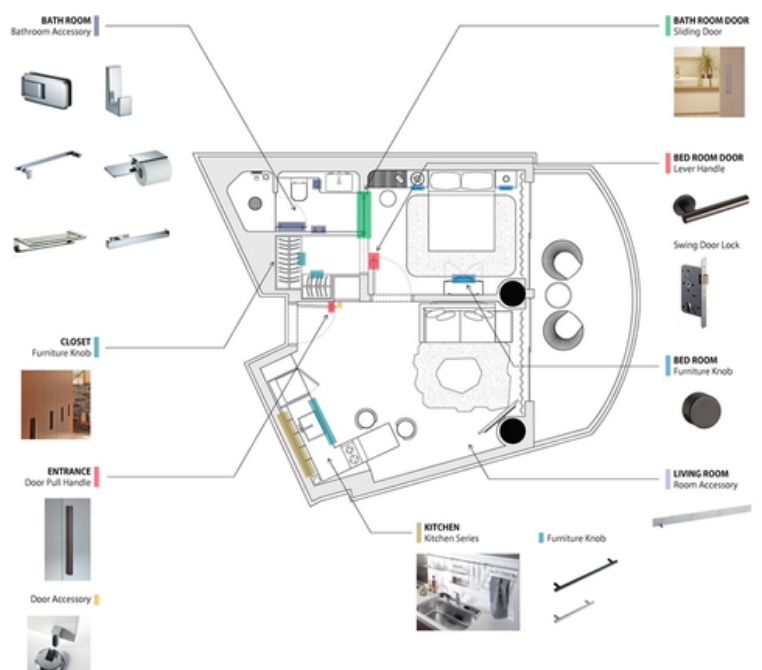 BATH ROOM
Bathroom Accessory
BATH ROOM DOOR
Sliding Door
BED ROOM DOOR
Lever Handle
Swing Door Lock
CLOSET
Furniture Knob
BED ROOM
Furniture Knob
ENTRANCE
Door Pull Handle
LIVING ROOM
Room Accessory
KITCHEN
Kitchen Series
Furniture Knob
Door Accessory